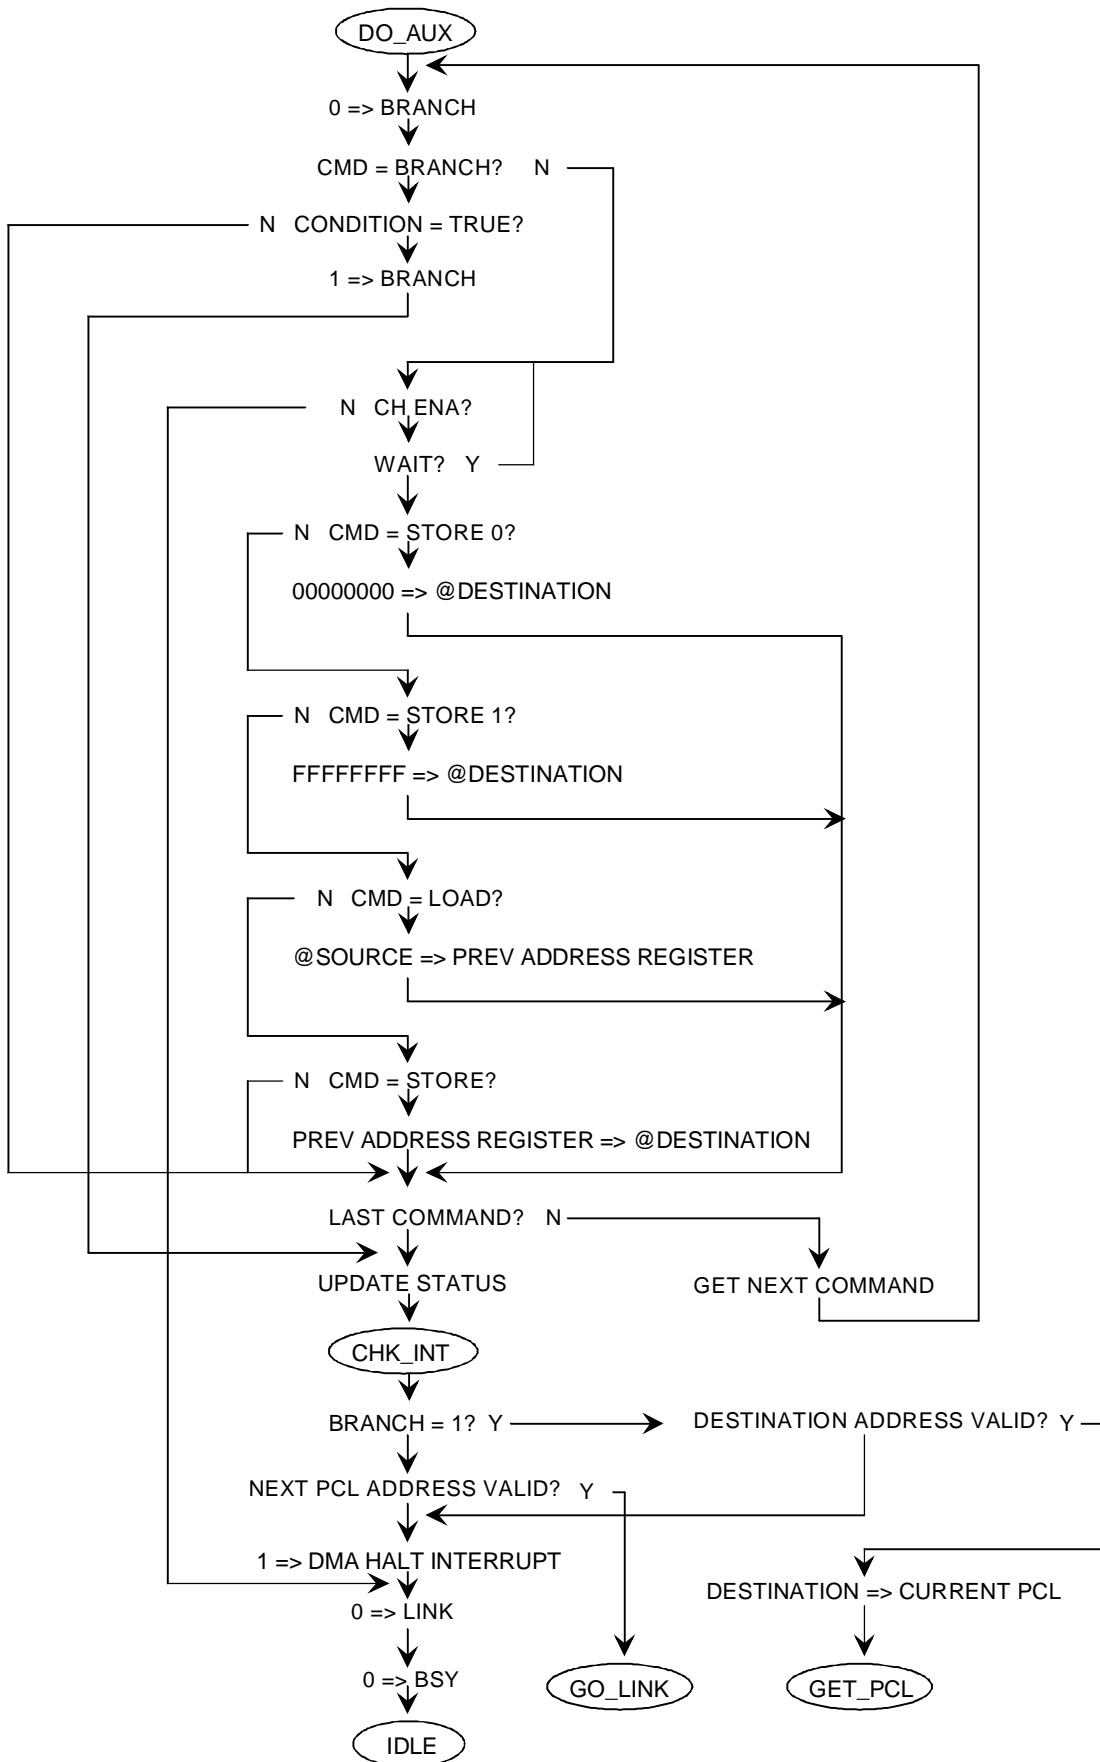 DO_AUX
0 => BRANCH
CMD = BRANCH? N
N CONDITION = TRUE?
1 => BRANCH
N CH ENA?
WAIT? Y
N CMD = STORE 0?
00000000 => @DESTINATION
N CMD = STORE 1?
FFFFFFFF => @DESTINATION
N CMD = LOAD?
@SOURCE => PREV ADDRESS REGISTER
N CMD = STORE?
PREV ADDRESS REGISTER => @DESTINATION
LAST COMMAND? N
UPDATE STATUS
GET NEXT COMMAND
CHK_INT
BRANCH = 1? Y
DESTINATION ADDRESS VALID? Y
NEXT PCL ADDRESS VALID? Y
1 => DMA HALT INTERRUPT
DESTINATION => CURRENT PCL
0 => LINK
0 => BSY
GO_LINK
GET_PCL
IDLE